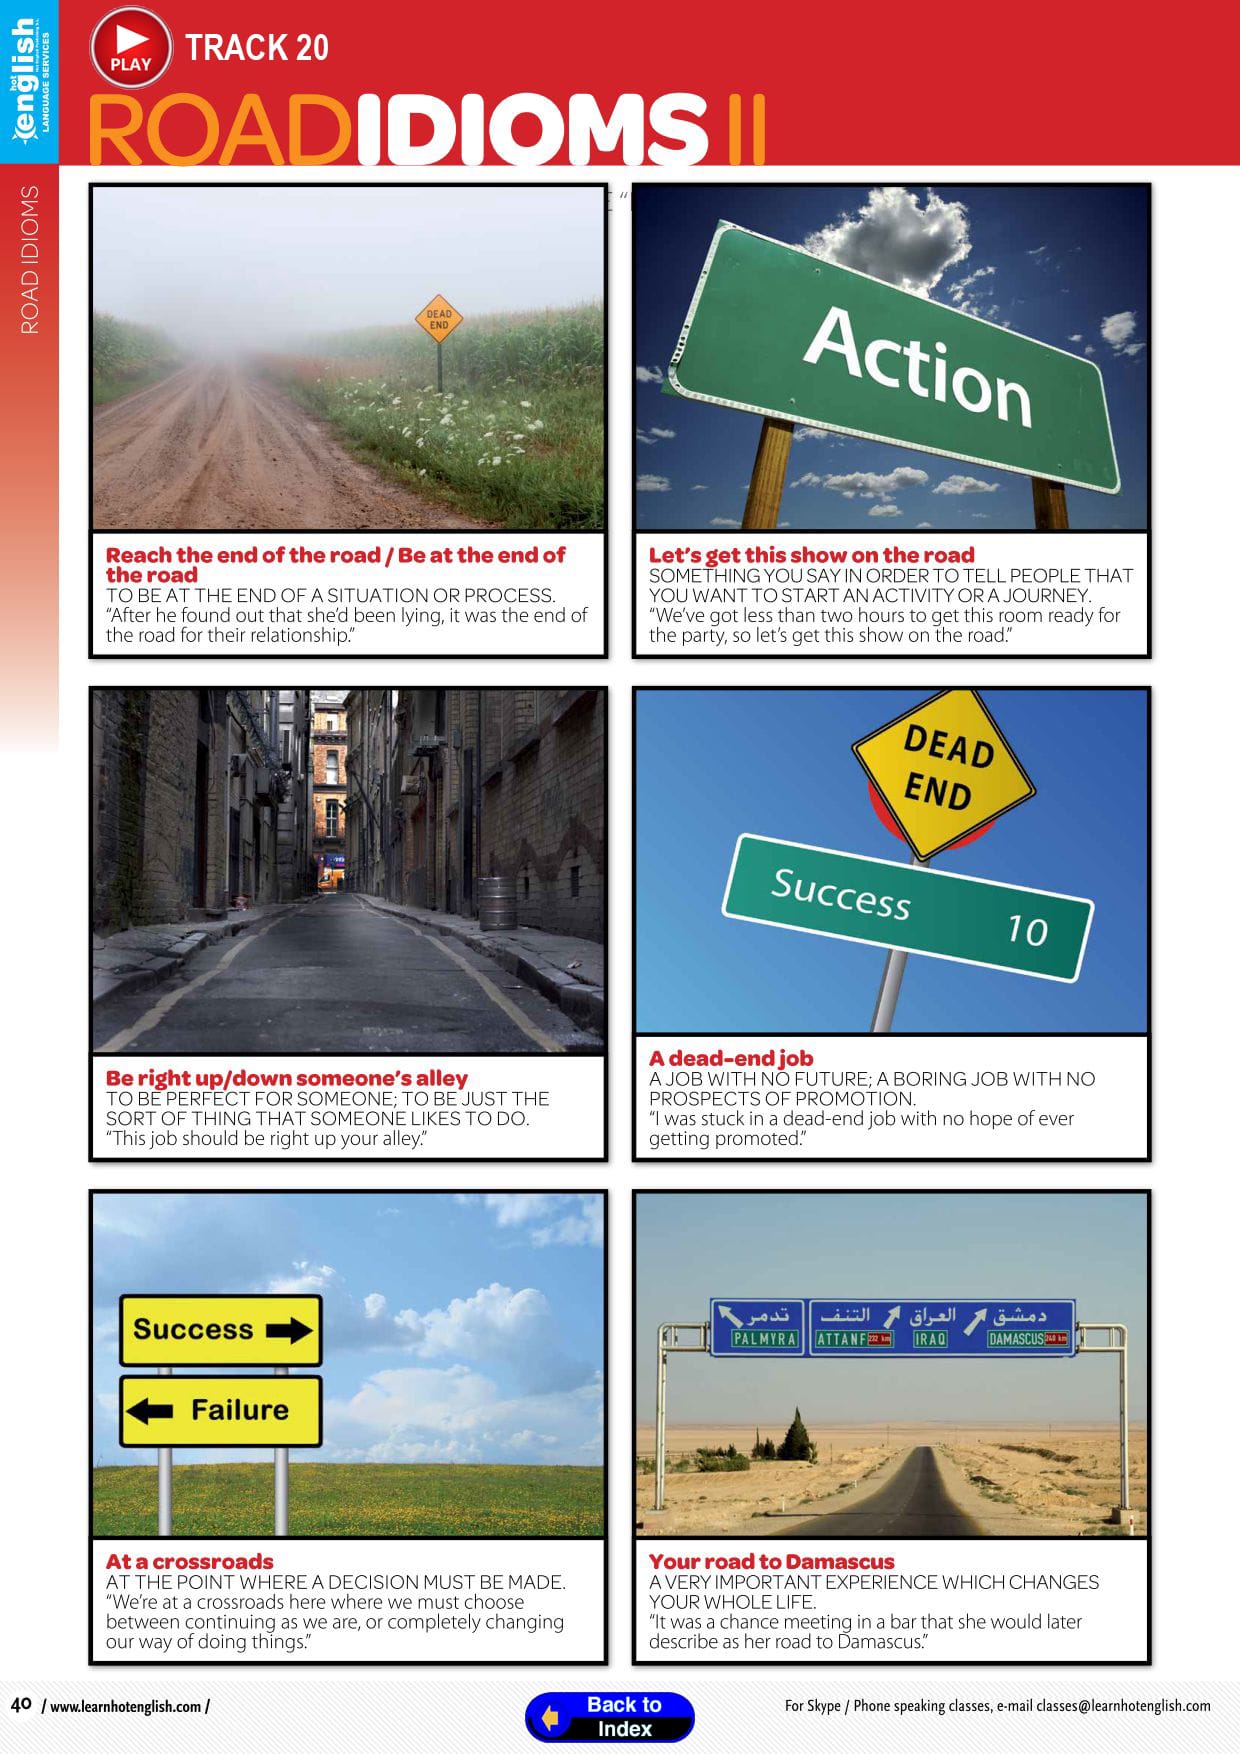 hot
english
LANGUAGE SERVICES
PLAY
TRACK 20
ROADIDIOMS II
ROAD IDIOMS
DEAD
END
Action
Reach the end of the road / Be at the end of
the road
TO BE AT THE END OF A SITUATION OR PROCESS.
“After he found out that she’d been lying, it was the end of
the road for their relationship.”
Let’s get this show on the road
SOMETHING YOU SAY IN ORDER TO TELL PEOPLE THAT
YOU WANT TO START AN ACTIVITY OR A JOURNEY.
“We’ve got less than two hours to get this room ready for
the party, so let’s get this show on the road.”
DEAD
END
Success 10
Be right up/down someone’s alley
TO BE PERFECT FOR SOMEONE; TO BE JUST THE
SORT OF THING THAT SOMEONE LIKES TO DO.
“This job should be right up your alley.”
A dead-end job
A JOB WITH NO FUTURE; A BORING JOB WITH NO
PROSPECTS OF PROMOTION.
“I was stuck in a dead-end job with no hope of ever
getting promoted.”
Success
Failure
تدمر
PALMYRA
التنف العراق دمشق
ATTANF 232 km IRAQ DAMASCUS 240 km
At a crossroads
AT THE POINT WHERE A DECISION MUST BE MADE.
“We’re at a crossroads here where we must choose
between continuing as we are, or completely changing
our way of doing things.”
Your road to Damascus
A VERY IMPORTANT EXPERIENCE WHICH CHANGES
YOUR WHOLE LIFE.
“It was a chance meeting in a bar that she would later
describe as her road to Damascus.”
40 / www.learnhotenglish.com /
Back to
Index
For Skype / Phone speaking classes, e-mail classes@learnhotenglish.com